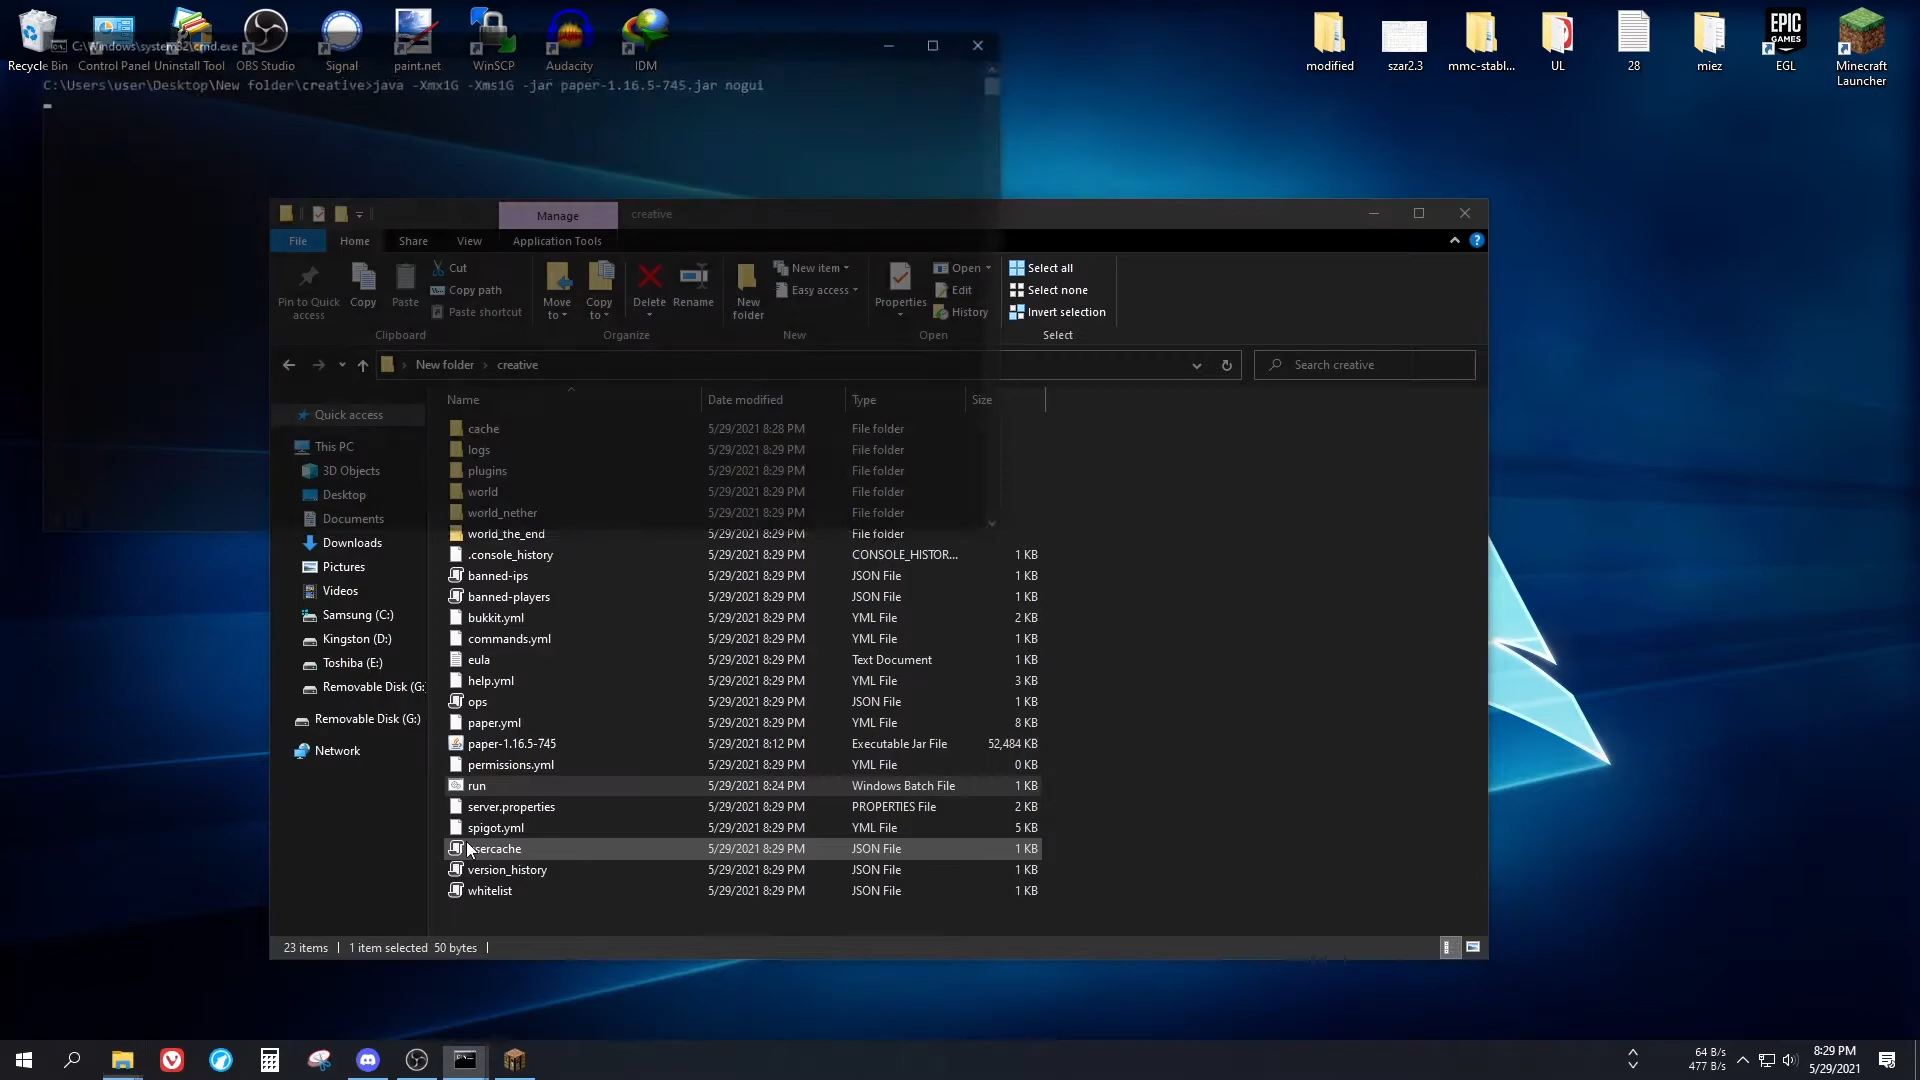 Recycle Bin
Control Panel
Uninstall Tool
OBS Studio
Signal
paint.net
WinSCP
Audacity
IDM
modified
szar2.3
mmc-stabl...
UL
28
miez
EPIC
GAMES
EGL
Minecraft
Launcher
C:\Windows\system32\cmd.exe
C:\Users\user\Desktop\New folder\creative>java -Xmx1G -Xms1G -jar paper-1.16.5-745.jar nogui
Manage
creative
File
Home
Share
View
Application Tools
Pin to Quick
access
Copy
Paste
Cut
Copy path
Paste shortcut
Clipboard
Move
to
Copy
to
Delete
Rename
Organize
New
folder
New item
Easy access
New
Properties
Open
Edit
History
Open
Select all
Select none
Invert selection
Select
New folder
creative
Search creative
Quick access
This PC
3D Objects
Desktop
Documents
Downloads
Pictures
Videos
Samsung (C:)
Kingston (D:)
Toshiba (E:)
Removable Disk (G:
Removable Disk (G:)
Network
Name Date modified Type Size
cache 5/29/2021 8:28 PM File folder
logs 5/29/2021 8:29 PM File folder
plugins 5/29/2021 8:29 PM File folder
world 5/29/2021 8:29 PM File folder
world_nether 5/29/2021 8:29 PM File folder
world_the_end 5/29/2021 8:29 PM File folder
.console_history 5/29/2021 8:29 PM CONSOLE_HISTOR... 1 KB
banned-ips 5/29/2021 8:29 PM JSON File 1 KB
banned-players 5/29/2021 8:29 PM JSON File 1 KB
bukkit.yml 5/29/2021 8:29 PM YML File 2 KB
commands.yml 5/29/2021 8:29 PM YML File 1 KB
eula 5/29/2021 8:29 PM Text Document 1 KB
help.yml 5/29/2021 8:29 PM YML File 3 KB
ops 5/29/2021 8:29 PM JSON File 1 KB
paper.yml 5/29/2021 8:29 PM YML File 8 KB
paper-1.16.5-745 5/29/2021 8:12 PM Executable Jar File 52,484 KB
permissions.yml 5/29/2021 8:29 PM YML File 0 KB
run 5/29/2021 8:24 PM Windows Batch File 1 KB
server.properties 5/29/2021 8:29 PM PROPERTIES File 2 KB
spigot.yml 5/29/2021 8:29 PM YML File 5 KB
sercache 5/29/2021 8:29 PM JSON File 1 KB
version_history 5/29/2021 8:29 PM JSON File 1 KB
whitelist 5/29/2021 8:29 PM JSON File 1 KB
23 items
1 item selected 50 bytes
64 B/s
477 B/s
8:29 PM
5/29/2021